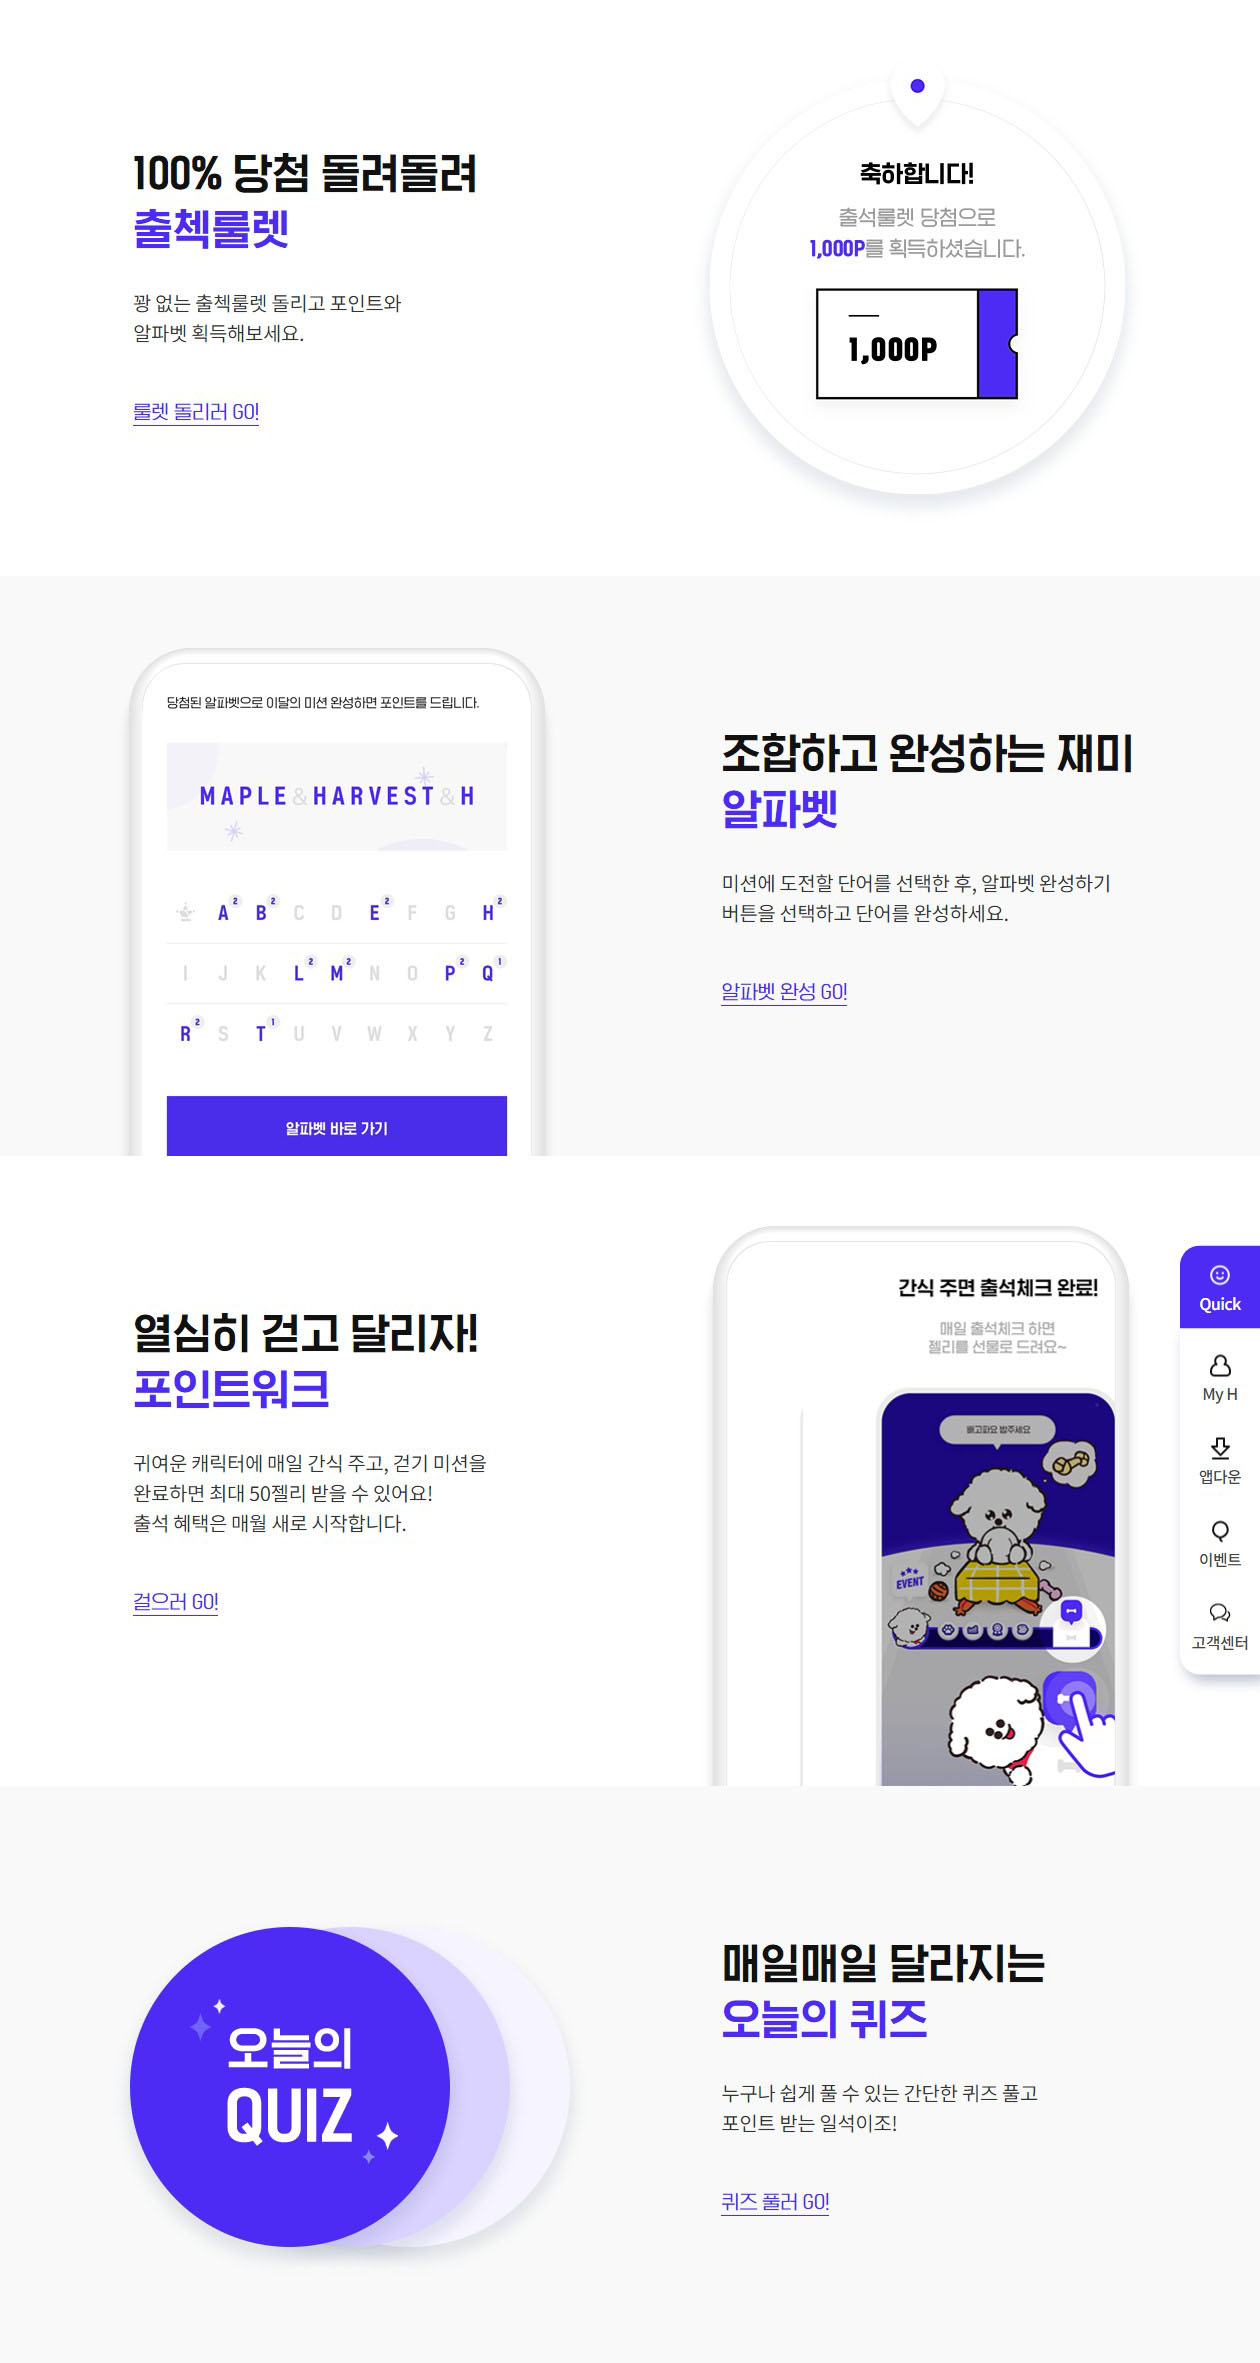 100% 당첨 돌려돌려
출첵룰렛
꽝 없는 출첵룰렛 돌리고 포인트와
알파벳 획득해보세요.
룰렛 돌리러 GO!
축하합니다!
출석룰렛 당첨으로
1,000P를 획득하셨습니다.
1,000P
당첨된 알파벳으로 이달의 미션 완성하면 포인트를 드립니다.
MAPLE&HARVEST&H
A 2 B 2 C D E 2 F G H 2
I J K L 2 M 2 N O P 2 Q 1
R 2 S T 1 U V W X Y Z
알파벳 바로 가기
조합하고 완성하는 재미
알파벳
미션에 도전할 단어를 선택한 후, 알파벳 완성하기
버튼을 선택하고 단어를 완성하세요.
알파벳 완성 GO!
열심히 걷고 달리자!
포인트워크
귀여운 캐릭터에 매일 간식 주고, 걷기 미션을
완료하면 최대 50젤리 받을 수 있어요!
출석 혜택은 매월 새로 시작합니다.
걸으러 GO!
간식 주면 출석체크 완료!
매일 출석체크 하면
젤리를 선물로 드려요~
배고파요 밥주세요
EVENT
Quick
My H
앱다운
이벤트
고객센터
오늘의
QUIZ
매일매일 달라지는
오늘의 퀴즈
누구나 쉽게 풀 수 있는 간단한 퀴즈 풀고
포인트 받는 일석이조!
퀴즈 풀러 GO!